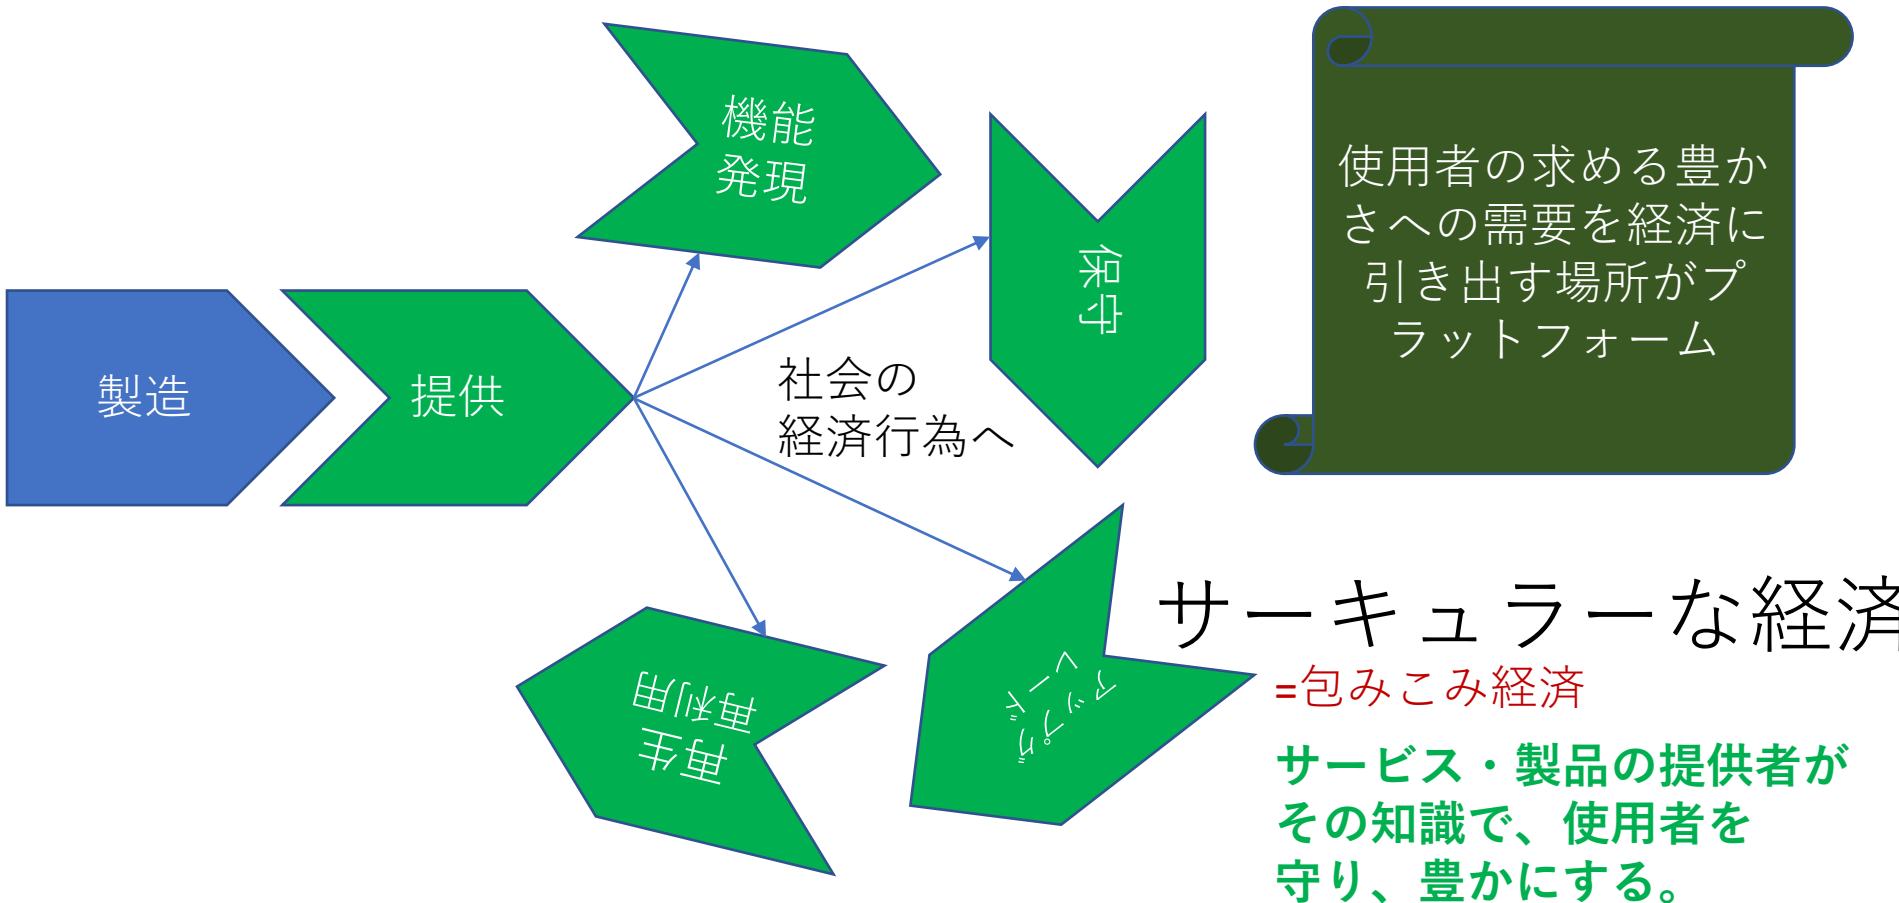 機能
発現
保守
使用者の求める豊か
さへの需要を経済に
引き出す場所がプ
ラットフォーム
製造
提供
社会の
経済行為へ
アップグ
レード
再生
再利用
サーキュラーな経済
=包みこみ経済
サービス・製品の提供者が
その知識で、使用者を
守り、豊かにする。